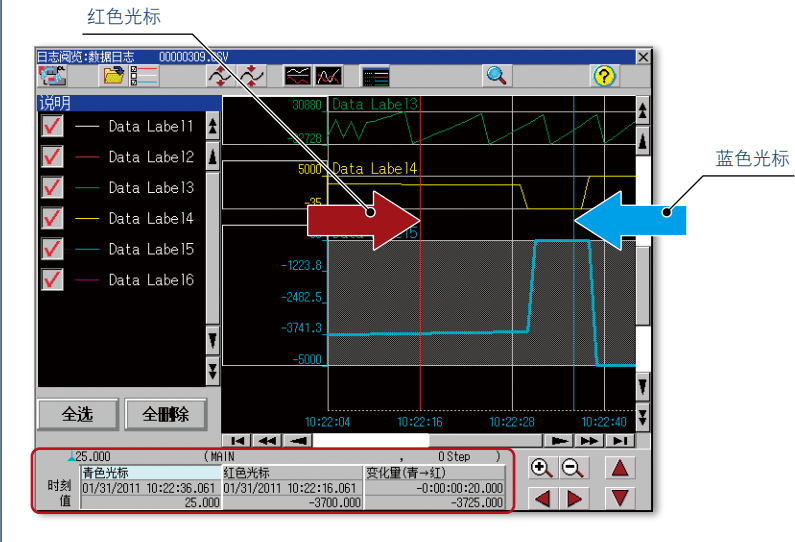 红色光标
日志阅览:数据日志 00000309.CSV
说明
Data Label1
Data Label2
Data Label3
Data Label4
Data Label5
Data Label6
全选
全删除
30880 Data Label3
-32728
5000 Data Label4
-35
-1223.8
-2482.5
-3741.3
-5000
10:22:04 10:22:16 10:22:28 10:22:40
蓝色光标
25.000 (MAIN , 0 Step )
青色光标 红色光标 变化量(青→红)
时刻 01/31/2011 10:22:36.061 01/31/2011 10:22:16.061 -0:00:00:20.000
值 25.000 -3700.000 -3725.000